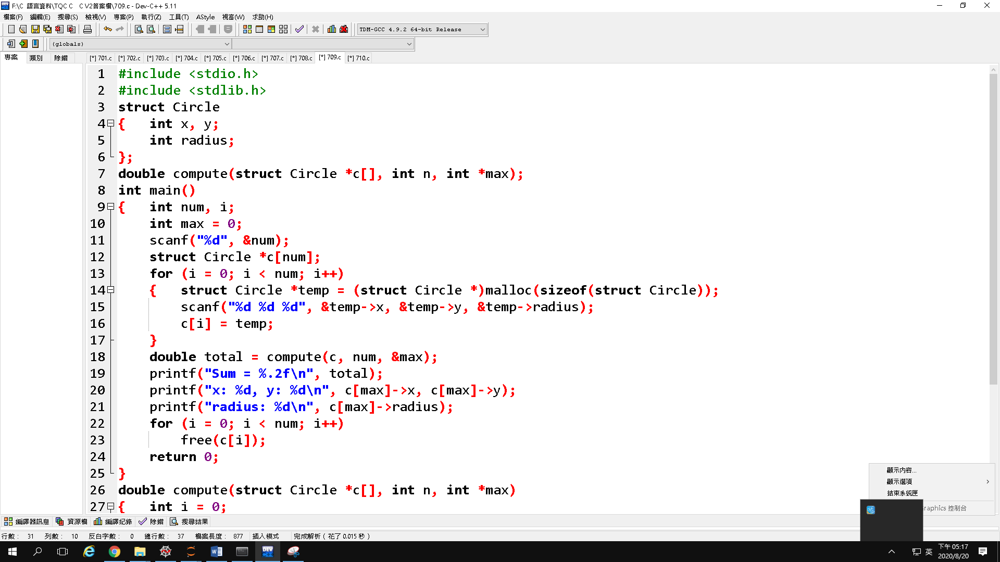 F:\C 語言資料\TQC C C V2答案檔\709.c - Dev-C++ 5.11
檔案(F) 編輯(E) 搜尋(S) 檢視(V) 專案(P) 執行(Z) 工具(T) AStyle 視窗(W) 求助(H)
TDM-GCC 4.9.2 64-bit Release
(globals)
專案 類別 除錯 [*] 701.c [*] 702.c [*] 703.c [*] 704.c [*] 705.c [*] 706.c [*] 707.c [*] 708.c [*] 709.c [*] 710.c
1 #include <stdio.h>
2 #include <stdlib.h>
3 struct Circle
4 { int x, y;
5 int radius;
6 };
7 double compute(struct Circle *c[], int n, int *max);
8 int main()
9 { int num, i;
10 int max = 0;
11 scanf("%d", &num);
12 struct Circle *c[num];
13 for (i = 0; i < num; i++)
14 { struct Circle *temp = (struct Circle *)malloc(sizeof(struct Circle));
15 scanf("%d %d %d", &temp->x, &temp->y, &temp->radius);
16 c[i] = temp;
17 }
18 double total = compute(c, num, &max);
19 printf("Sum = %.2f\n", total);
20 printf("x: %d, y: %d\n", c[max]->x, c[max]->y);
21 printf("radius: %d\n", c[max]->radius);
22 for (i = 0; i < num; i++)
23 free(c[i]);
24 return 0;
25 }
26 double compute(struct Circle *c[], int n, int *max)
27 { int i = 0;
顯示內容...
顯示選項
結束系統匣
Graphics 控制台
編譯器訊息 資源檔 編譯紀錄 除錯 搜尋結果
行數： 31 列數： 10 反白字數： 0 總行數： 37 檔案長度： 877 插入模式 完成解析 ( 花了 0.015 秒 )
DEV
英
下午 05:17
2020/8/20